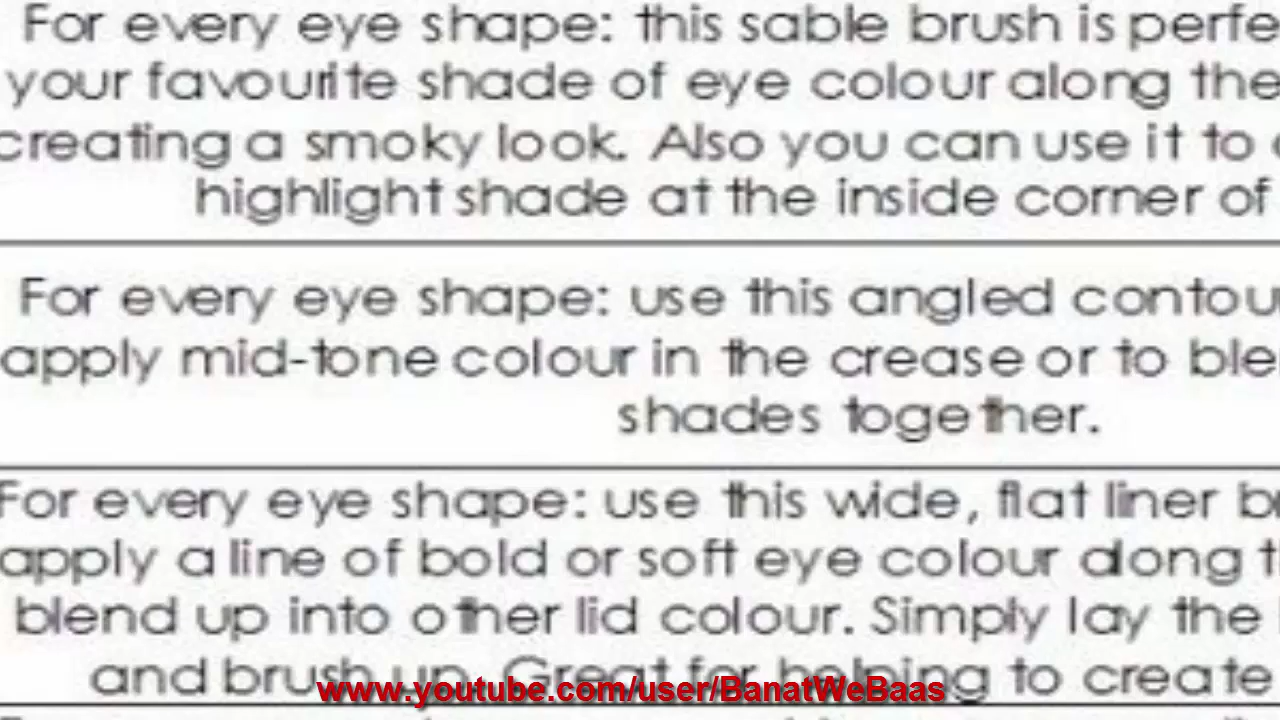 For every eye shape: this sable brush is perfe
your favourite shade of eye colour along the
creating a smoky look. Also you can use it to
highlight shade at the inside corner of
For every eye shape: use this angled contou
apply mid-tone colour in the crease or to ble
shades together.
For every eye shape: use this wide, flat liner b
apply a line of bold or soft eye colour along th
blend up into other lid colour. Simply lay the
and brush up. Great for helping to create
www.youtube.com/user/BanatWeBaas